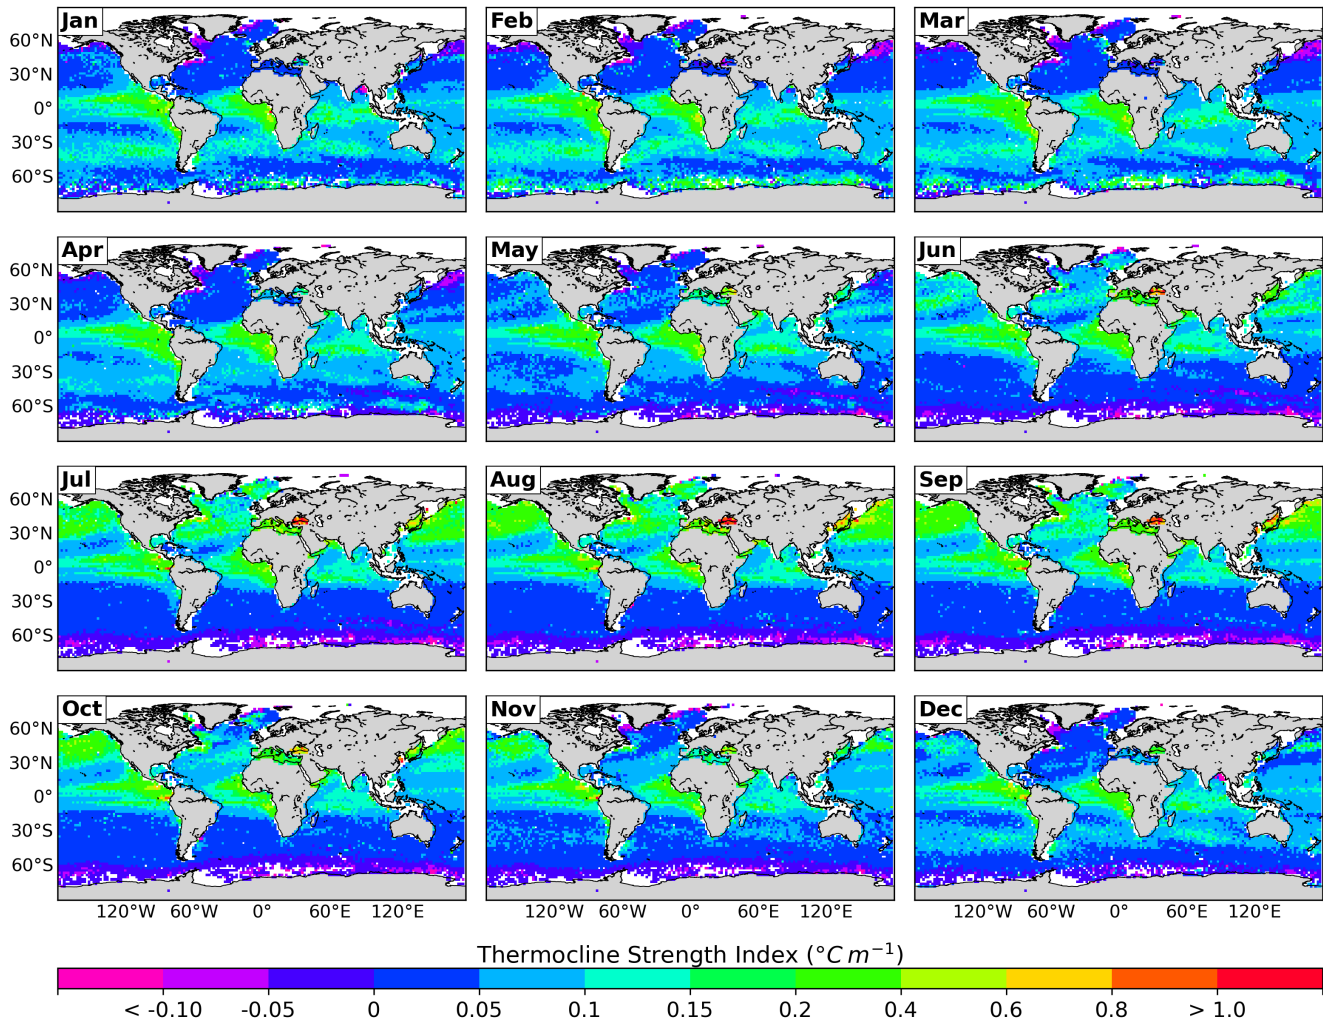 Jan
Feb
Mar
60°N
30°N
0°
30°S
60°S
Apr
May
Jun
60°N
30°N
0°
30°S
60°S
Jul
Aug
Sep
60°N
30°N
0°
30°S
60°S
Oct
Nov
Dec
60°N
30°N
0°
30°S
60°S
120°W 60°W 0° 60°E 120°E 120°W 60°W 0° 60°E 120°E 120°W 60°W 0° 60°E 120°E
Thermocline Strength Index (°C m⁻¹)
< -0.10 -0.05 0 0.05 0.1 0.15 0.2 0.4 0.6 0.8 > 1.0